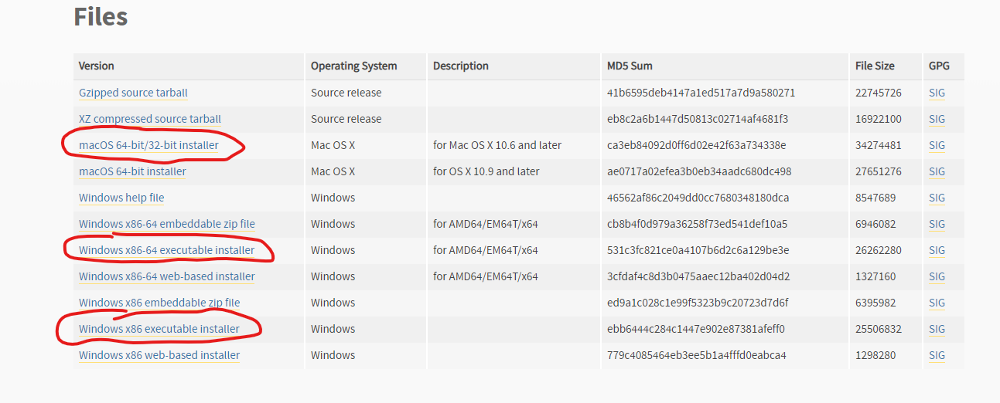 Files
Version Operating System Description MD5 Sum File Size GPG
Gzipped source tarball Source release 41b6595deb4147a1ed517a7d9a580271 22745726 SIG
XZ compressed source tarball Source release eb8c2a6b1447d50813c02714af4681f3 16922100 SIG
macOS 64-bit/32-bit installer Mac OS X for Mac OS X 10.6 and later ca3eb84092d0ff6d02e42f63a734338e 34274481 SIG
macOS 64-bit installer Mac OS X for OS X 10.9 and later ae0717a02efea3b0eb34aadc680dc498 27651276 SIG
Windows help file Windows 46562af86c2049dd0cc7680348180dca 8547689 SIG
Windows x86-64 embeddable zip file Windows for AMD64/EM64T/x64 cb8b4f0d979a36258f73ed541def10a5 6946082 SIG
Windows x86-64 executable installer Windows for AMD64/EM64T/x64 531c3fc821ce0a4107b6d2c6a129be3e 26262280 SIG
Windows x86-64 web-based installer Windows for AMD64/EM64T/x64 3cfdaf4c8d3b0475aaec12ba402d04d2 1327160 SIG
Windows x86 embeddable zip file Windows ed9a1c028c1e99f5323b9c20723d7d6f 6395982 SIG
Windows x86 executable installer Windows ebb6444c284c1447e902e87381afeff0 25506832 SIG
Windows x86 web-based installer Windows 779c4085464eb3ee5b1a4fffd0eabca4 1298280 SIG